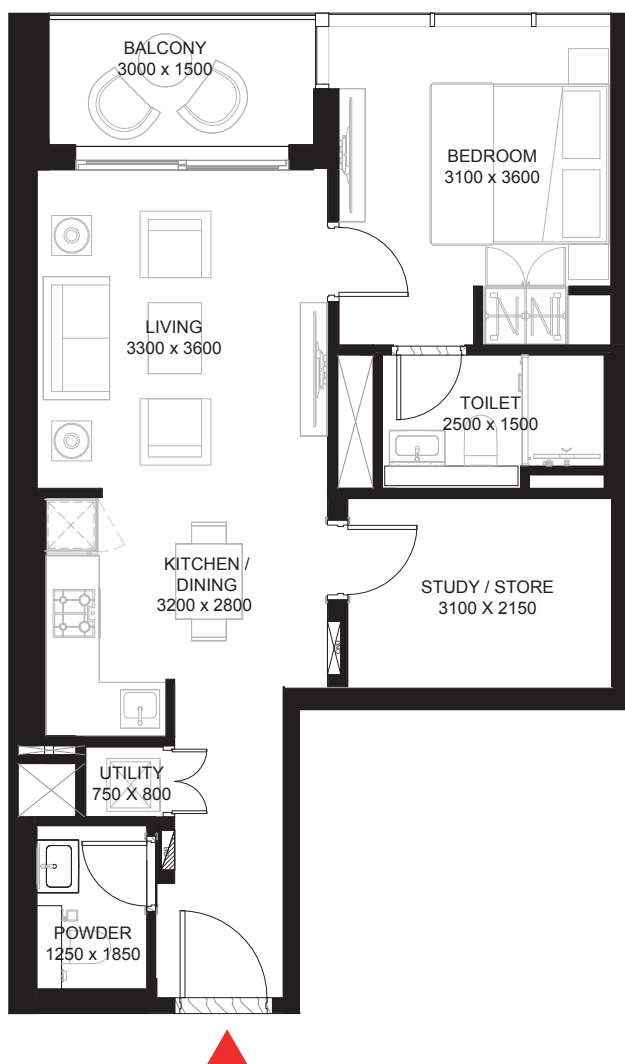 BALCONY
3000 x 1500
BEDROOM
3100 x 3600
LIVING
3300 x 3600
TOILET
2500 x 1500
KITCHEN /
DINING
3200 x 2800
STUDY / STORE
3100 X 2150
UTILITY
750 X 800
POWDER
1250 x 1850